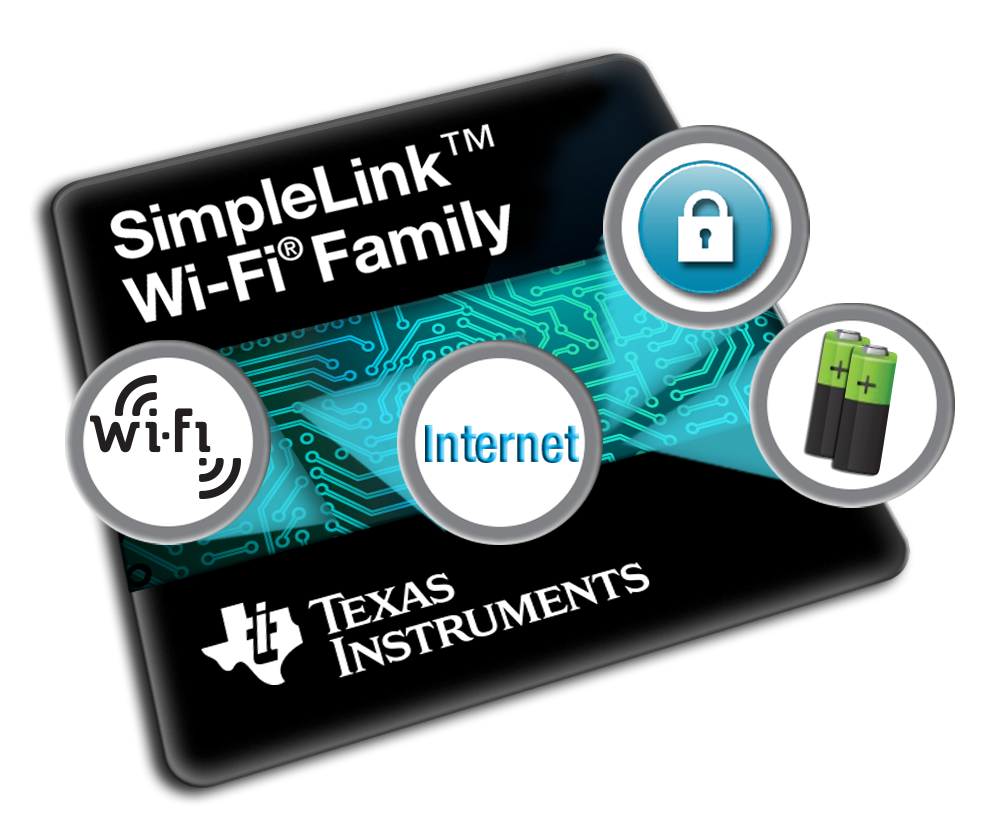 SimpleLink™
Wi-Fi® Family
Wi-Fi
Internet
+
+
TEXAS
INSTRUMENTS